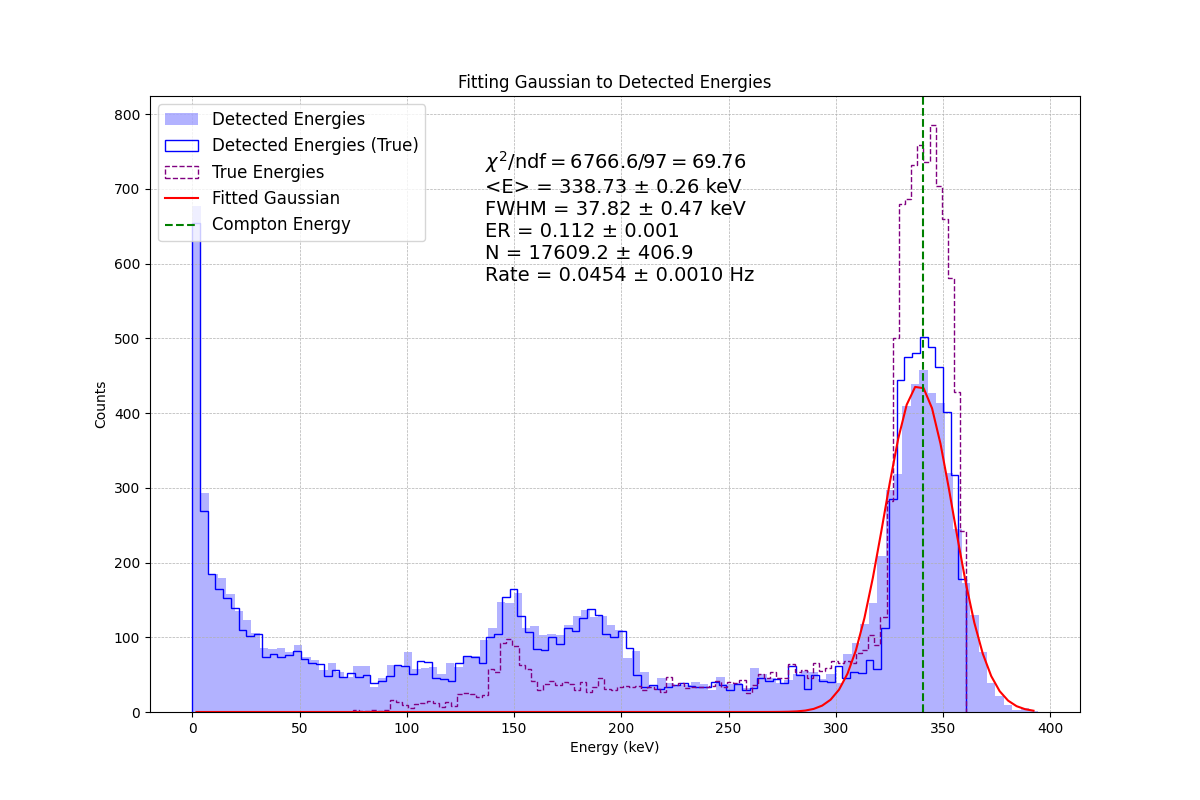 Fitting Gaussian to Detected Energies
Detected Energies
Detected Energies (True)
True Energies
Fitted Gaussian
Compton Energy
χ²/ndf = 6766.6/97 = 69.76
<E> = 338.73 ± 0.26 keV
FWHM = 37.82 ± 0.47 keV
ER = 0.112 ± 0.001
N = 17609.2 ± 406.9
Rate = 0.0454 ± 0.0010 Hz
Counts
800
700
600
500
400
300
200
100
0
0 50 100 150 200 250 300 350 400
Energy (keV)